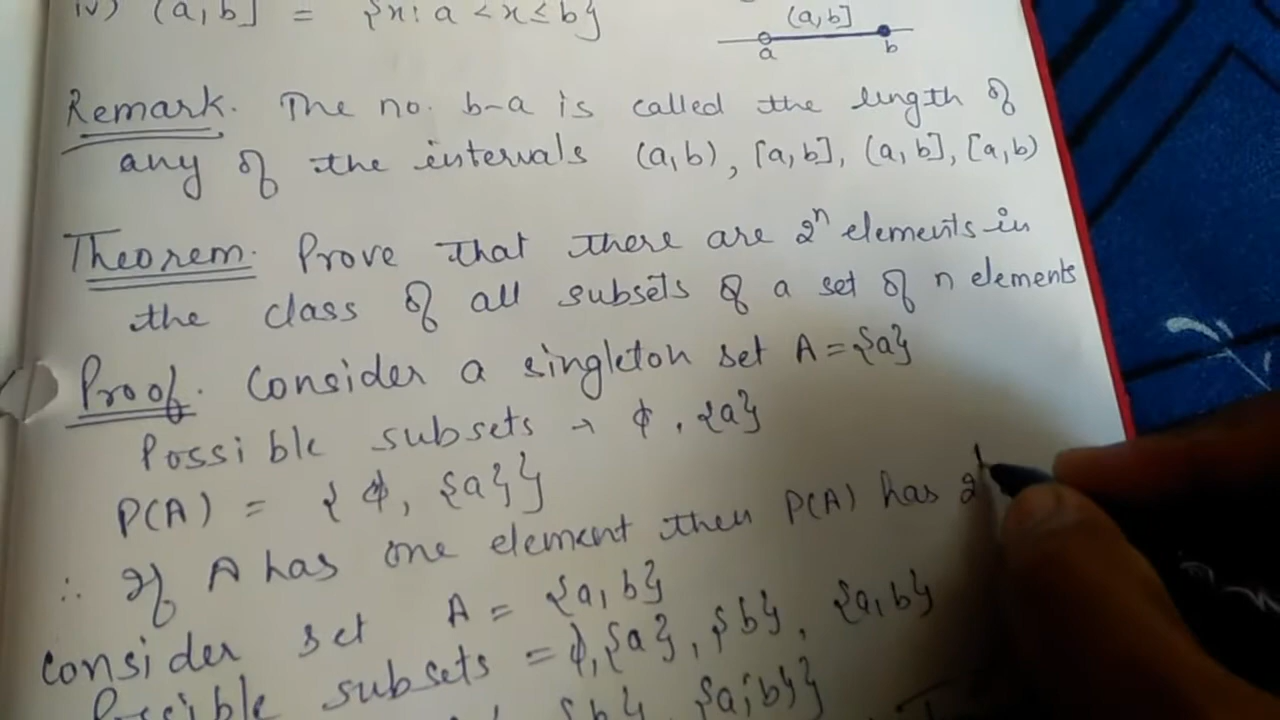 iv) (a,b] = {x: a < x ≤ b}
(a,b]
a b
Remark. The no. b-a is called the length of
any of the intervals (a,b), [a,b], (a,b], [a,b)
Theorem. Prove that there are 2ⁿ elements in
the class of all subsets of a set of n elements
Proof. Consider a singleton set A = {a}
Possible subsets → ϕ, {a}
P(A) = { ϕ, {a}}
∴ If A has one element then P(A) has 2¹
Consider set A = {a,b}
Possible subsets = ϕ, {a}, {b}, {a,b}
{b}, {a,b}}